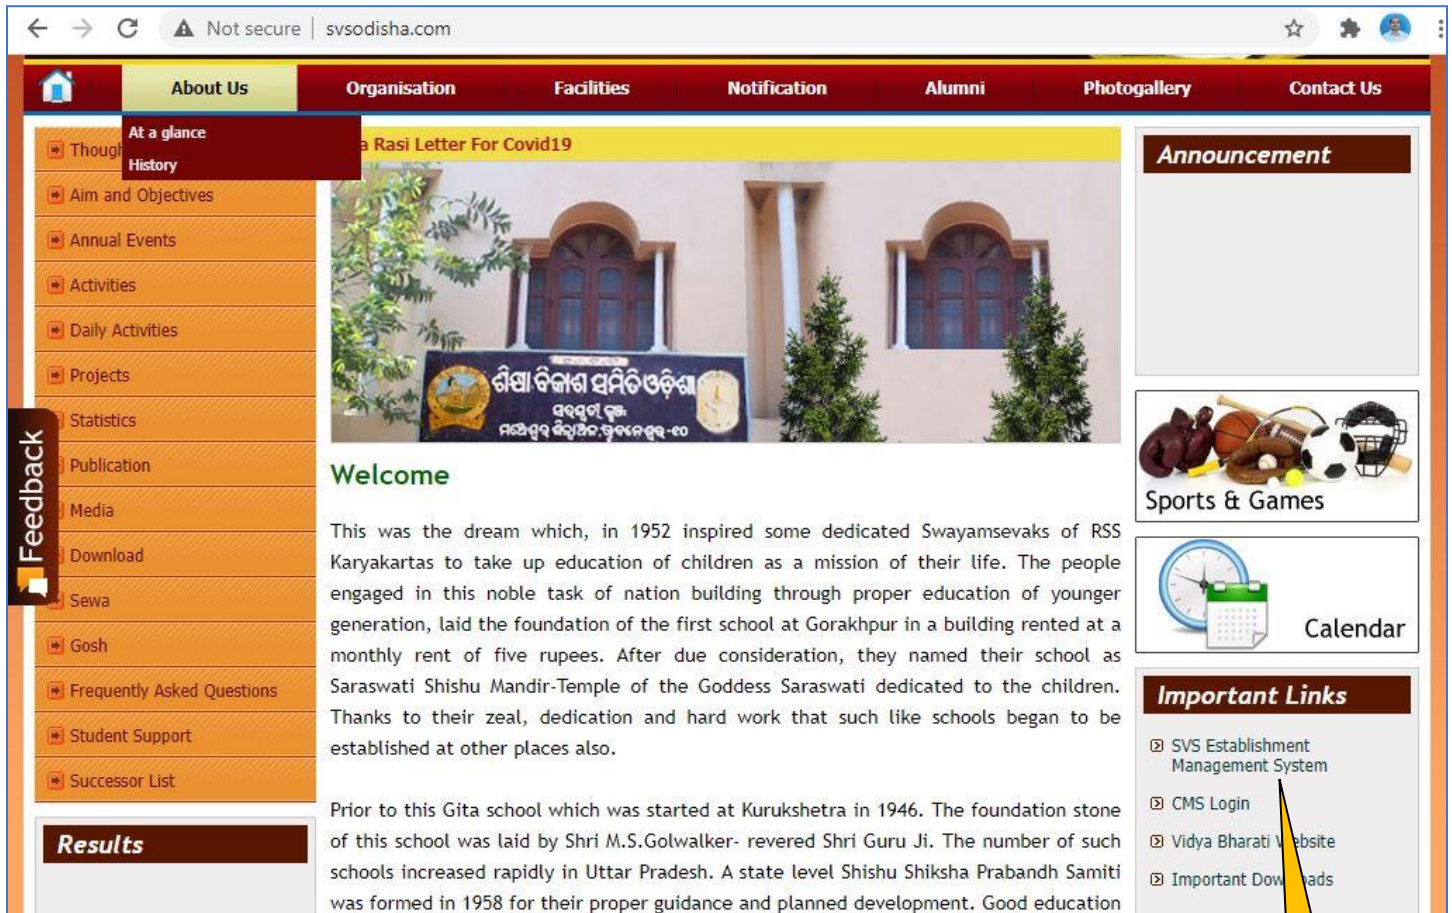 Not secure | svsodisha.com
About Us
Organisation
Facilities
Notification
Alumni
Photogallery
Contact Us
At a glance
History
Rasi Letter For Covid19
Aim and Objectives
Annual Events
Activities
Daily Activities
Projects
Statistics
Publication
Media
Download
Sewa
Gosh
Frequently Asked Questions
Student Support
Successor List
Results
Feedback
ଶିକ୍ଷା ବିକାଶ ସମିତି ଓଡ଼ିଶା
Welcome
This was the dream which, in 1952 inspired some dedicated Swayamsevaks of RSS
Karyakartas to take up education of children as a mission of their life. The people
engaged in this noble task of nation building through proper education of younger
generation, laid the foundation of the first school at Gorakhpur in a building rented at a
monthly rent of five rupees. After due consideration, they named their school as
Saraswati Shishu Mandir-Temple of the Goddess Saraswati dedicated to the children.
Thanks to their zeal, dedication and hard work that such like schools began to be
established at other places also.
Prior to this Gita school which was started at Kurukshetra in 1946. The foundation stone
of this school was laid by Shri M.S.Golwalker- revered Shri Guru Ji. The number of such
schools increased rapidly in Uttar Pradesh. A state level Shishu Shiksha Prabandh Samiti
was formed in 1958 for their proper guidance and planned development. Good education
Announcement
Sports & Games
Calendar
Important Links
SVS Establishment
Management System
CMS Login
Vidya Bharati Website
Important Downloads